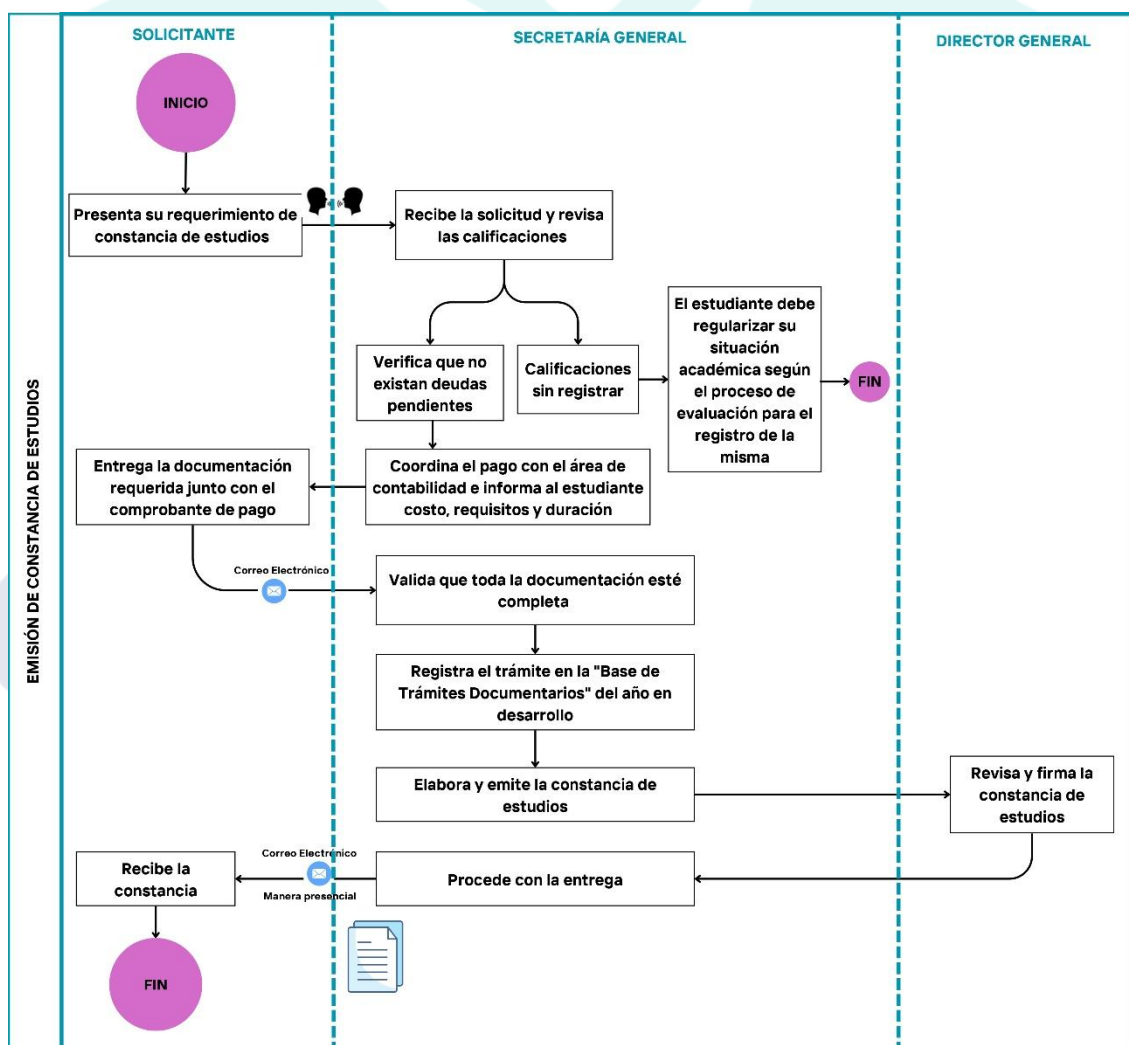 SOLICITANTE
SECRETARÍA GENERAL
DIRECTOR GENERAL
EMISIÓN DE CONSTANCIA DE ESTUDIOS
INICIO
Presenta su requerimiento de
constancia de estudios
Recibe la solicitud y revisa
las calificaciones
Verifica que no
existan deudas
pendientes
Calificaciones
sin registrar
El estudiante debe
regularizar su
situación
académica según
el proceso de
evaluación para el
registro de la
misma
FIN
Entrega la documentación
requerida junto con el
comprobante de pago
Coordina el pago con el área de
contabilidad e informa al estudiante
costo, requisitos y duración
Correo Electrónico
Valida que toda la documentación esté
completa
Registra el trámite en la "Base de
Trámites Documentarios" del año en
desarrollo
Elabora y emite la constancia de
estudios
Revisa y firma la
constancia de
estudios
Recibe la
constancia
Correo Electrónico
Manera presencial
Procede con la entrega
FIN